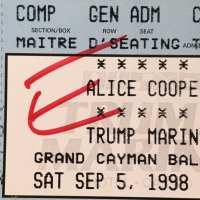 COMP GEN ADM
SECTION/BOX ROW SEAT
MAITRE D'SEATING ADMI
* * * * *
ALICE COOPE
* * * * *
TRUMP MARIN
GRAND CAYMAN BAL
SAT SEP 5, 1998